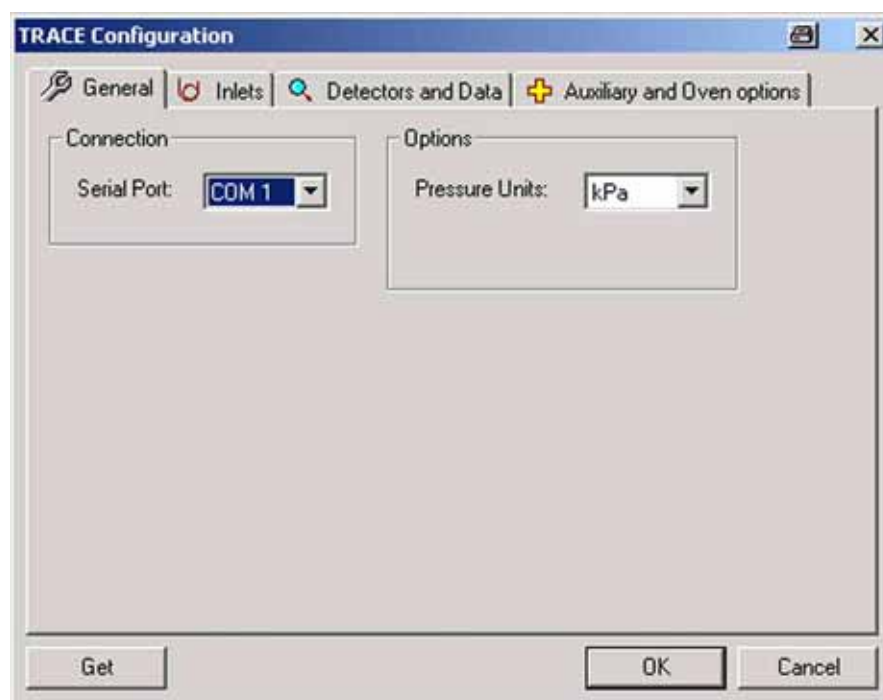 TRACE Configuration
General Inlets Detectors and Data Auxiliary and Oven options
Connection
Serial Port: COM 1
Options
Pressure Units: kPa
Get OK Cancel